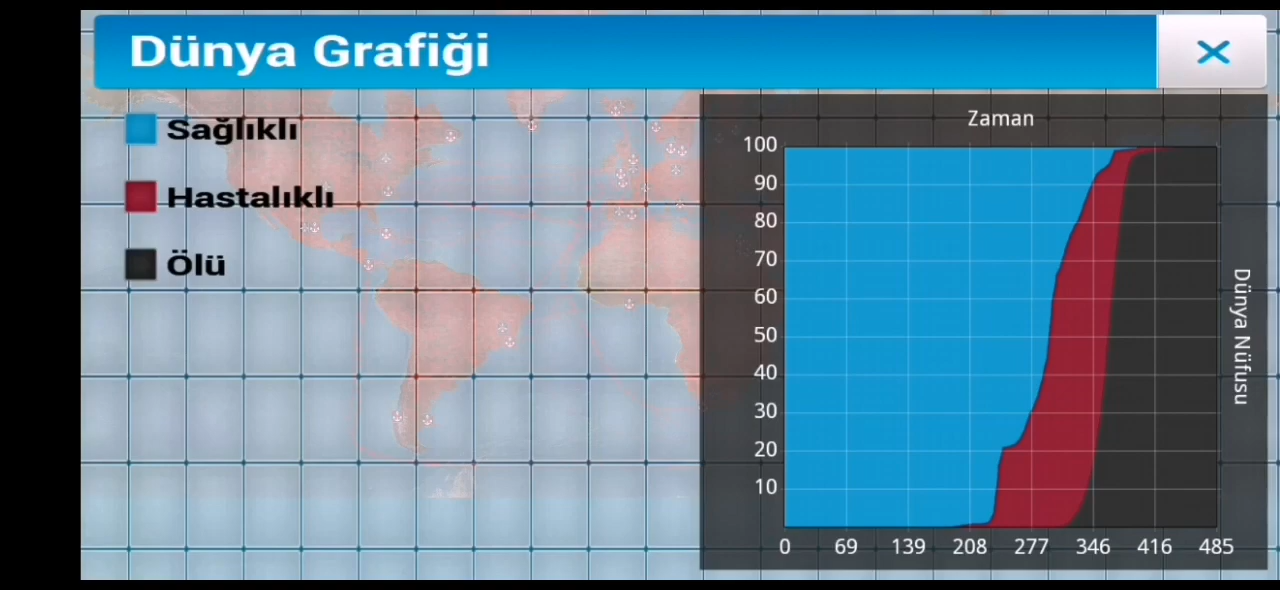 Dünya Grafiği
Sağlıklı
Hastalıklı
Ölü
Zaman
100
90
80
70
60
50
40
30
20
10
0 69 139 208 277 346 416 485
Dünya Nüfusu